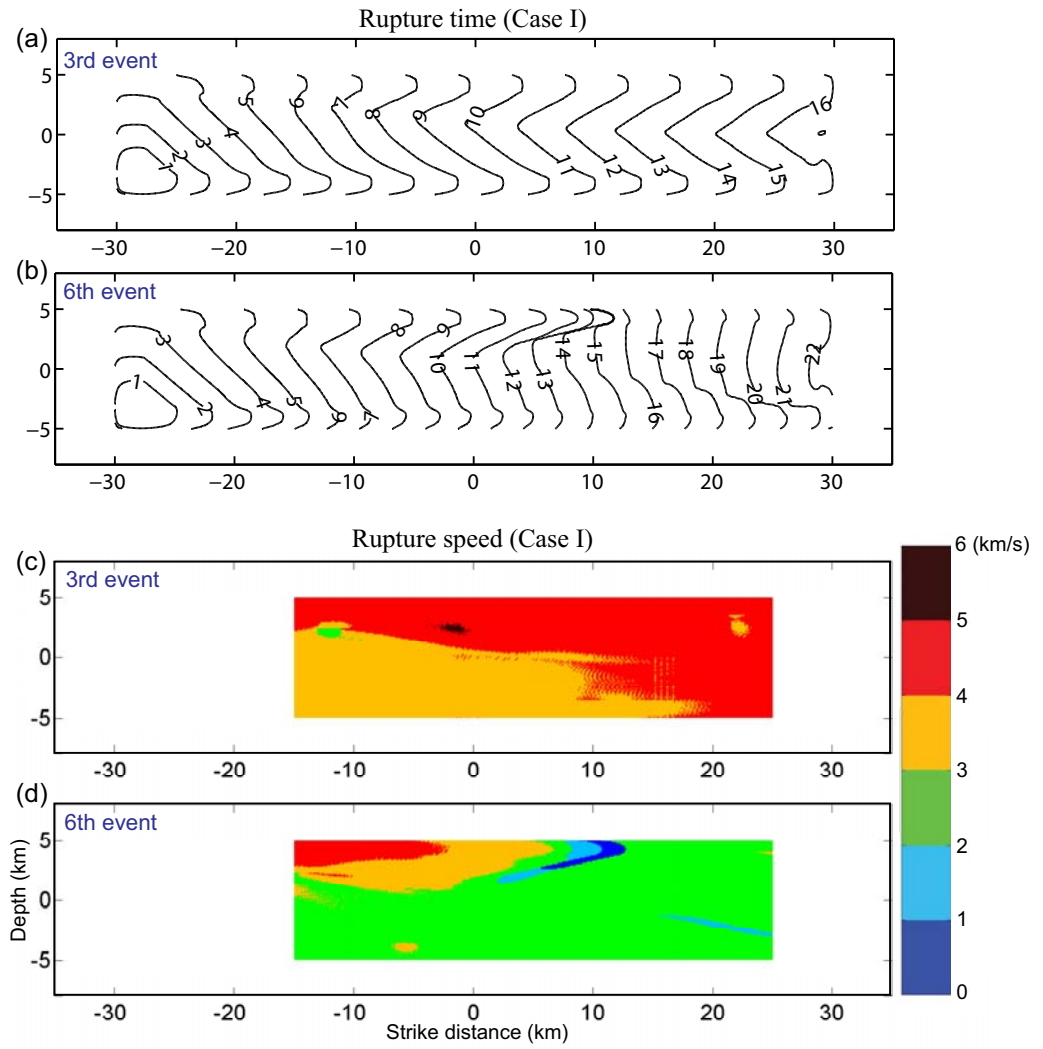 Rupture time (Case I)
(a)
3rd event
5
0
−5
1 2 3 4 5 6 7 8 9 10 11 12 13 14 15 16
−30 −20 −10 0 10 20 30
(b)
6th event
5
0
−5
1 2 3 4 5 6 7 8 9 10 11 12 13 14 15 16 17 18 19 20 21 22
−30 −20 −10 0 10 20 30
Rupture speed (Case I)
(c)
3rd event
5
0
-5
-30 -20 -10 0 10 20 30
(d)
6th event
5
0
-5
-30 -20 -10 0 10 20 30
Depth (km)
Strike distance (km)
6 (km/s)
5
4
3
2
1
0